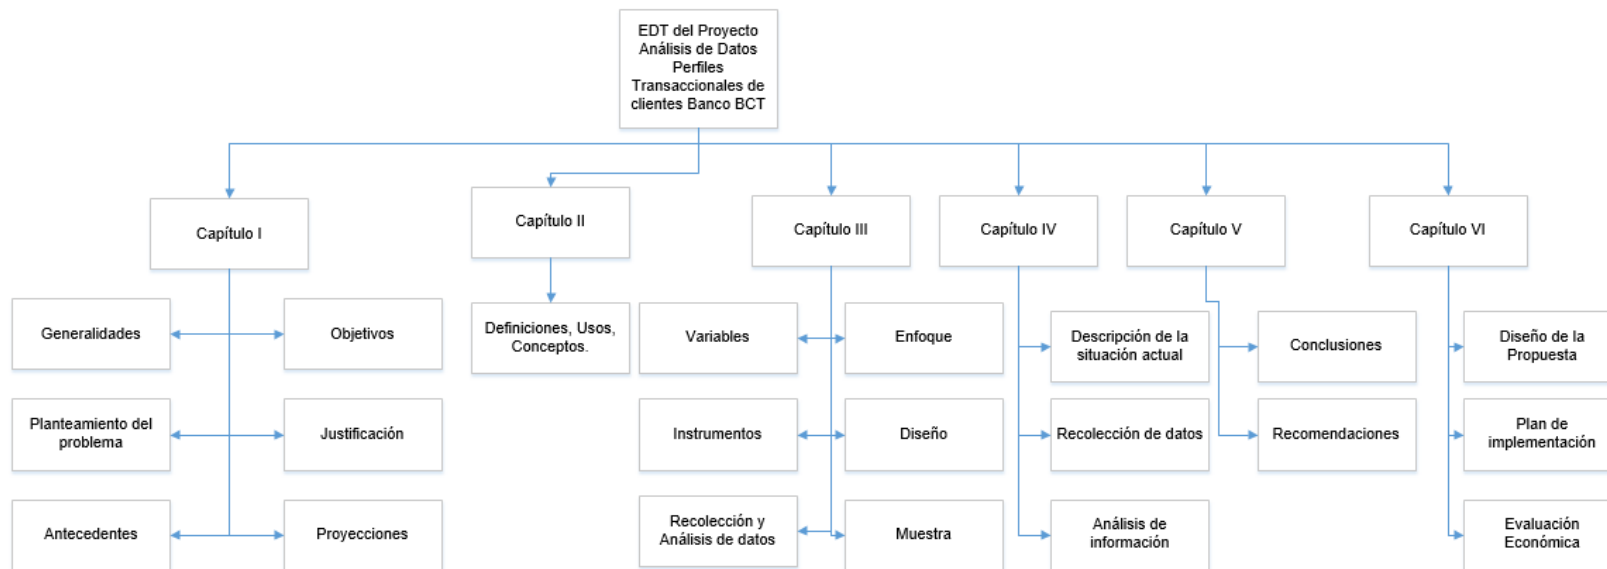 EDT del Proyecto
Análisis de Datos
Perfiles
Transaccionales de
clientes Banco BCT
Capítulo I
Capítulo II
Capítulo III
Capítulo IV
Capítulo V
Capítulo VI
Generalidades
Objetivos
Planteamiento del
problema
Justificación
Antecedentes
Proyecciones
Definiciones, Usos,
Conceptos.
Variables
Enfoque
Instrumentos
Diseño
Recolección y
Análisis de datos
Muestra
Descripción de la
situación actual
Recolección de datos
Análisis de
información
Conclusiones
Recomendaciones
Diseño de la
Propuesta
Plan de
implementación
Evaluación
Económica